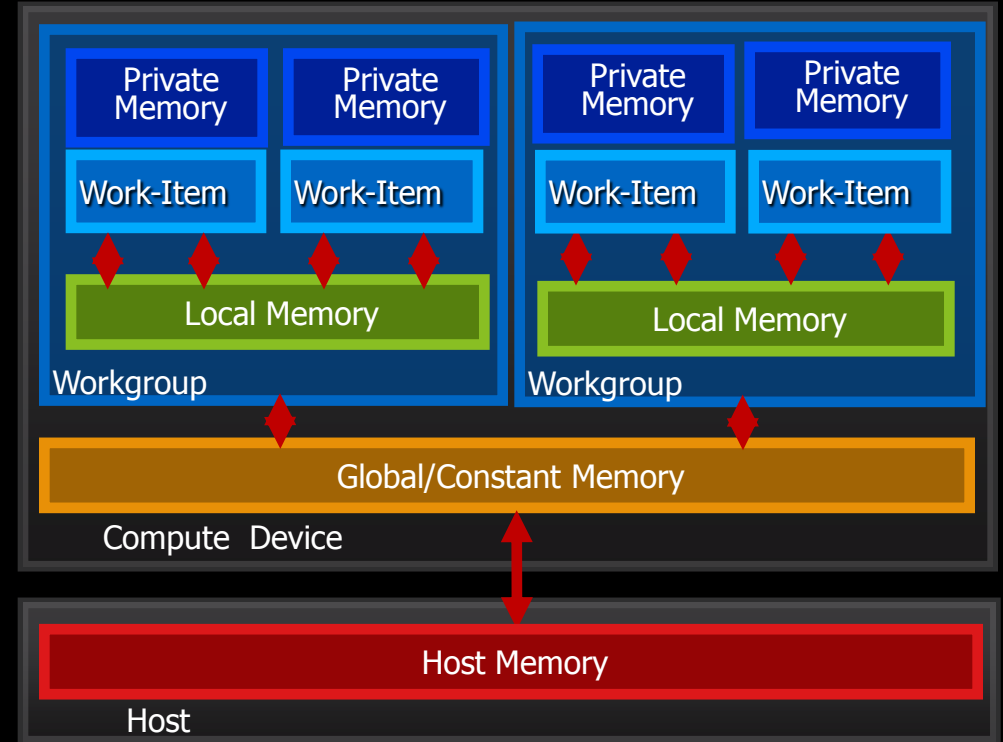 Private
Memory
Private
Memory
Work-Item
Work-Item
Local Memory
Workgroup
Private
Memory
Private
Memory
Work-Item
Work-Item
Local Memory
Workgroup
Global/Constant Memory
Compute Device
Host Memory
Host